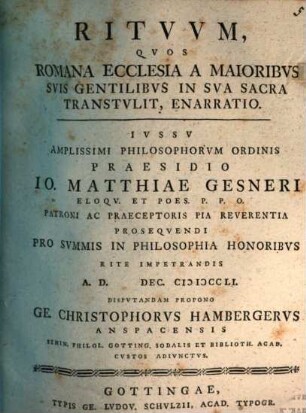 5
RITVVM,
QVOS
ROMANA ECCLESIA A MAIORIBVS
SVIS GENTILIBVS IN SVA SACRA
TRANSTVLIT, ENARRATIO.
IVSSV
AMPLISSIMI PHILOSOPHORVM ORDINIS
PRAESIDIO
IO. MATTHIAE GESNERI
ELOQV. ET POES. P. P. O.
PATRONI AC PRAECEPTORIS PIA REVERENTIA
PROSEQVENDI
PRO SVMMIS IN PHILOSOPHIA HONORIBVS
RITE IMPETRANDIS
A. D. DEC. CIↃIↃCCLI.
DISPVTANDAM PROPONO
GE. CHRISTOPHORVS HAMBERGERVS
ANSPACENSIS
SEMIN. PHILOL. GOTTING. SODALIS ET BIBLIOTH. ACAD.
CVSTOS ADIVNCTVS.
GOTTINGAE,
TYPIS GE. LVDOV. SCHVLZII, ACAD. TYPOGR.